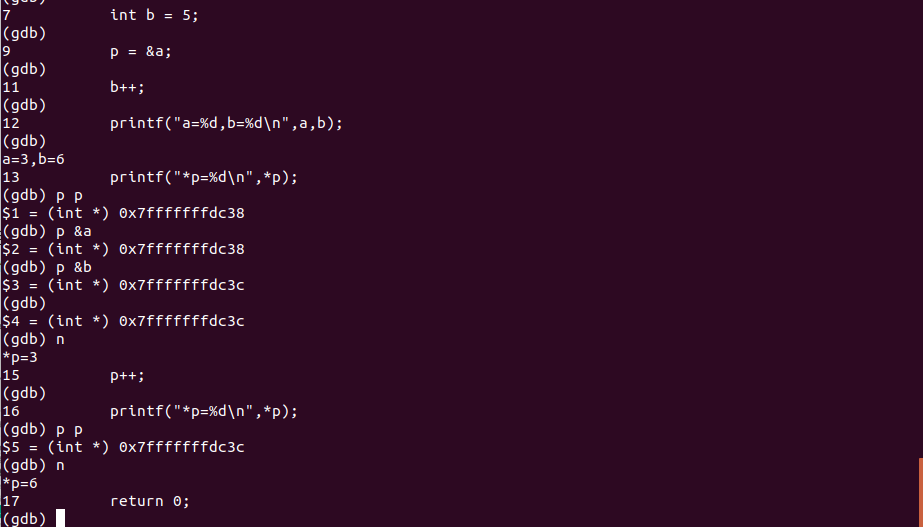 (gdb)
7           int b = 5;
(gdb)
9           p = &a;
(gdb)
11          b++;
(gdb)
12          printf("a=%d,b=%d\n",a,b);
(gdb)
a=3,b=6
13          printf("*p=%d\n",*p);
(gdb) p p
$1 = (int *) 0x7fffffffdc38
(gdb) p &a
$2 = (int *) 0x7fffffffdc38
(gdb) p &b
$3 = (int *) 0x7fffffffdc3c
(gdb)
$4 = (int *) 0x7fffffffdc3c
(gdb) n
*p=3
15          p++;
(gdb)
16          printf("*p=%d\n",*p);
(gdb) p p
$5 = (int *) 0x7fffffffdc3c
(gdb) n
*p=6
17          return 0;
(gdb)